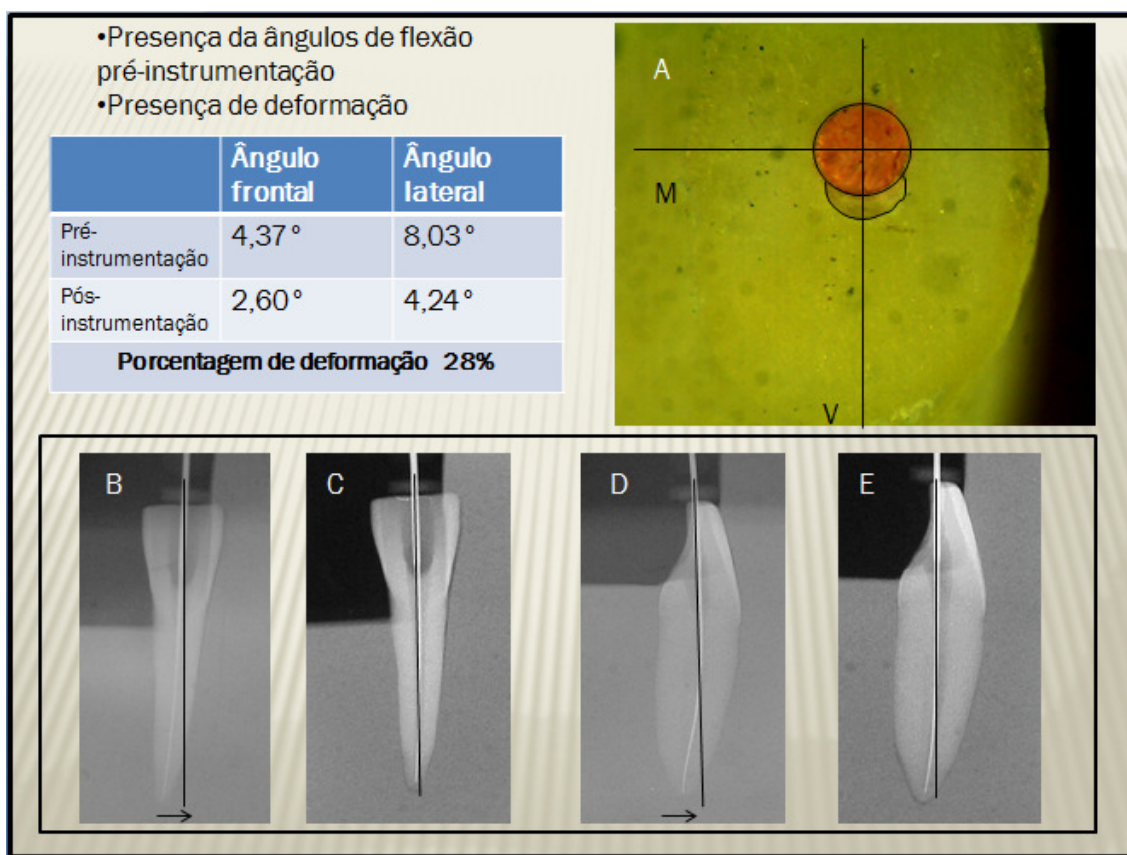 •Presença da ângulos de flexão
pré-instrumentação
•Presença de deformação
Ângulo frontal Ângulo lateral
Pré-instrumentação 4,37° 8,03°
Pós-instrumentação 2,60° 4,24°
Porcentagem de deformação 28%
A
M
V
B C D E